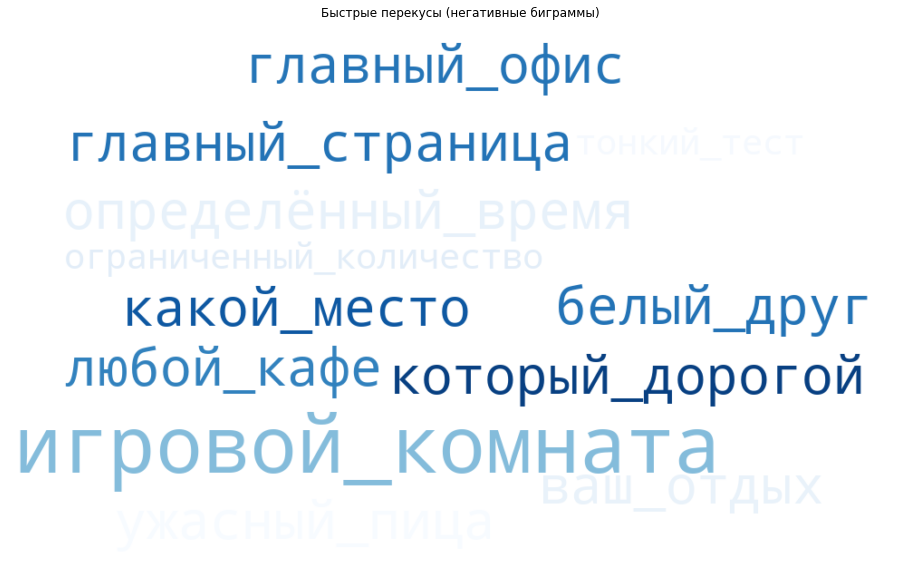 Быстрые перекусы (негативные биграммы)
главный_офис
главный_страница тонкий_тест
определённый_время
ограниченный_количество
какой_место белый_друг
любой_кафе который_дорогой
игровой_комната
ваш_отдых
ужасный_пица